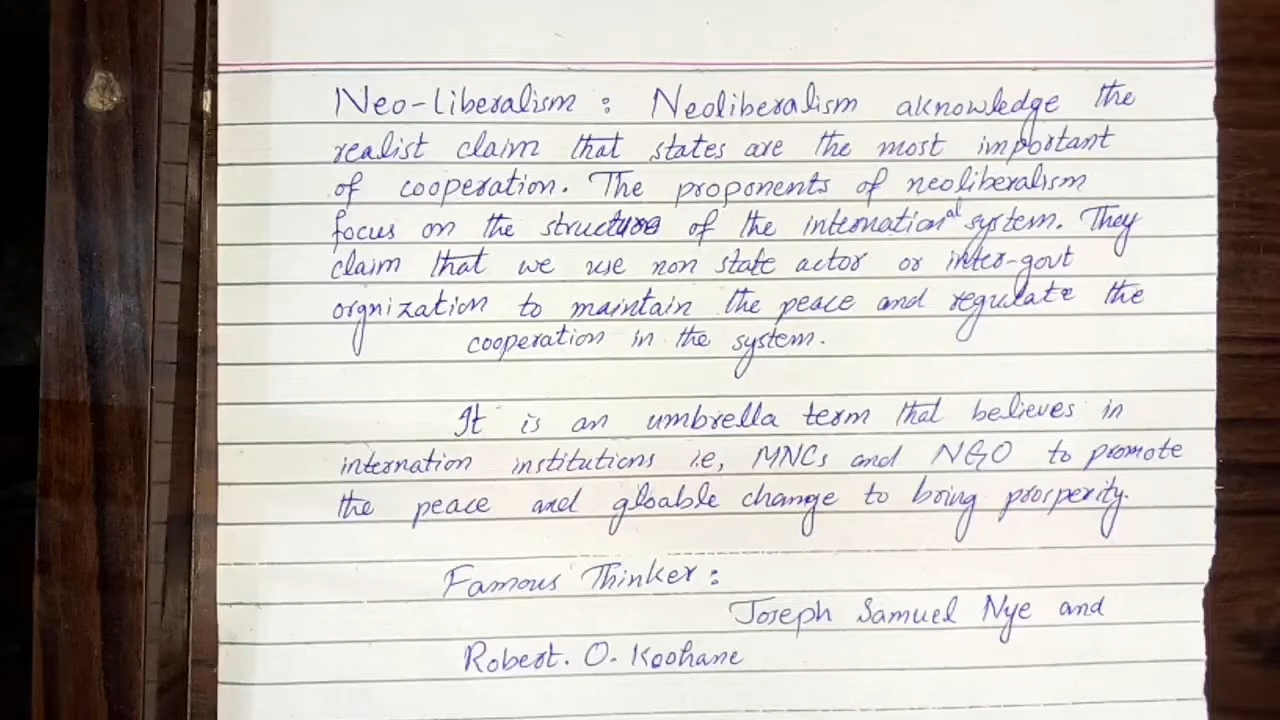 Neo-liberalism : Neoliberalism aknowledge the
realist claim that states are the most important
of cooperation. The proponents of neoliberalism
focus on the structure of the international system. They
claim that we use non state actor or inter-govt
orgnization to maintain the peace and regulate the
cooperation in the system.
It is an umbrella term that believes in
internation institutions i.e, MNCs and NGO to promote
the peace and gloable change to bring prosperity.
Famous Thinker :
Joseph Samuel Nye and
Robert. O. Koohane